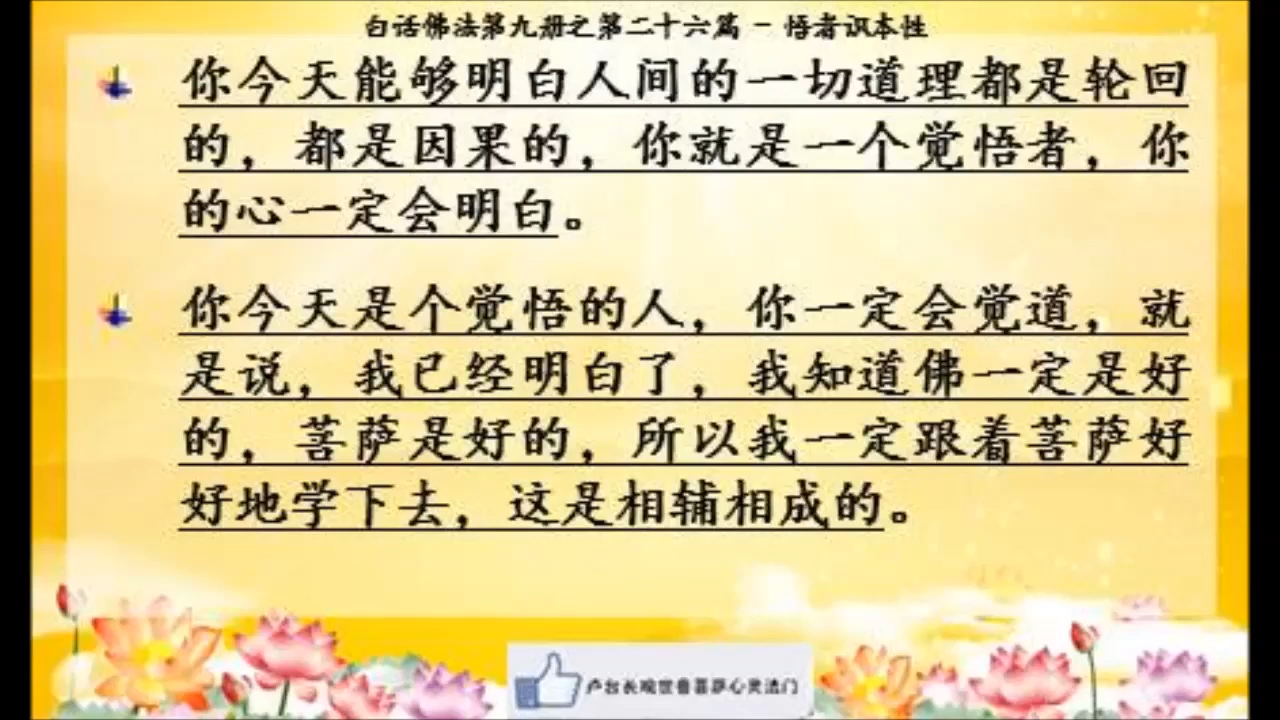 白话佛法第九册之第二十六篇 - 悟者识本性
你今天能够明白人间的一切道理都是轮回
的，都是因果的，你就是一个觉悟者，你
的心一定会明白。
你今天是个觉悟的人，你一定会觉道，就
是说，我已经明白了，我知道佛一定是好
的，菩萨是好的，所以我一定跟着菩萨好
好地学下去，这是相辅相成的。
卢台长观世音菩萨心灵法门